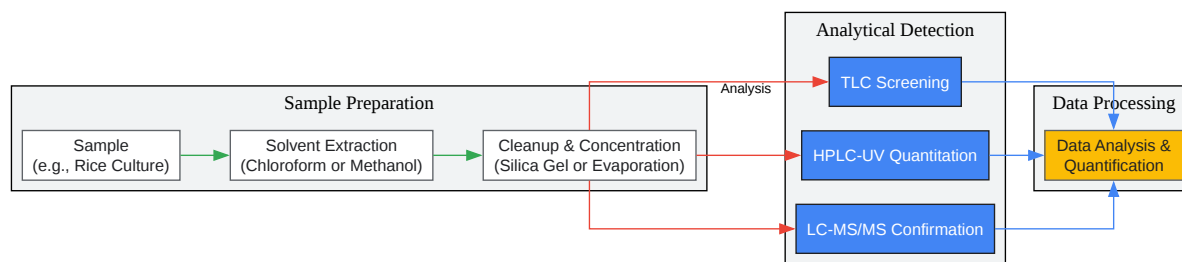 Sample Preparation
Sample
(e.g., Rice Culture)
Solvent Extraction
(Chloroform or Methanol)
Cleanup & Concentration
(Silica Gel or Evaporation)
Analysis
Analytical Detection
TLC Screening
HPLC-UV Quantitation
LC-MS/MS Confirmation
Data Processing
Data Analysis &
Quantification